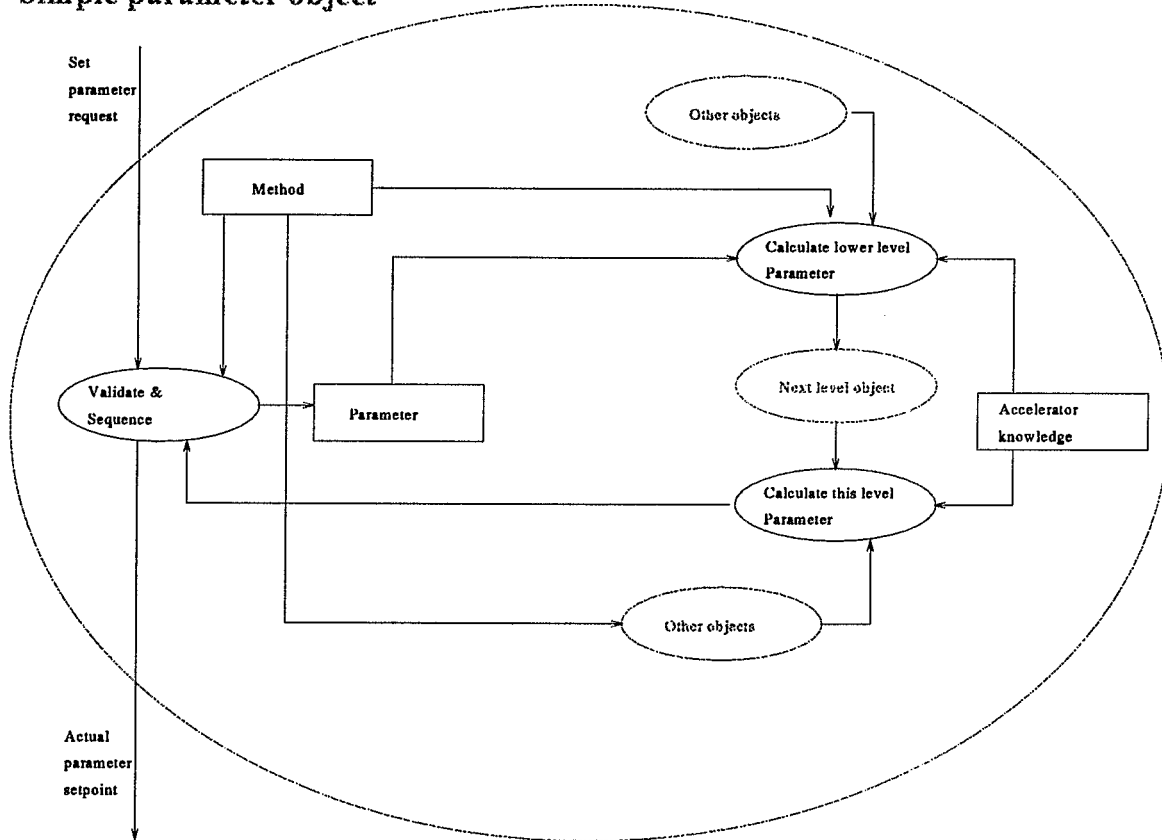 Simple parameter object
Set
parameter
request
Other objects
Method
Calculate lower level
Parameter
Validate &
Sequence
Parameter
Next level object
Accelerator
knowledge
Calculate this level
Parameter
Other objects
Actual
parameter
setpoint